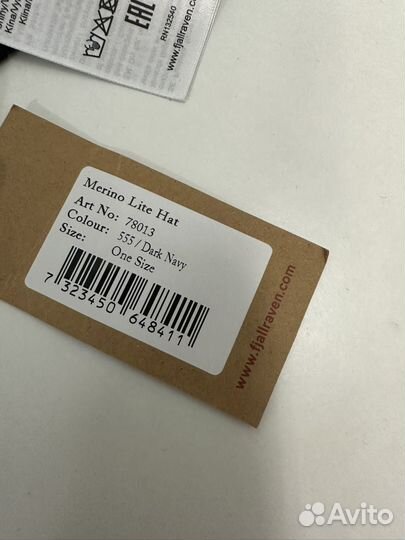 EAC
RN132540
www.fjallraven.com
Merino Lite Hat
Art No: 78013
Colour: 555 / Dark Navy
Size: One Size
7 323450 648411
www.fjallraven.com
Avito